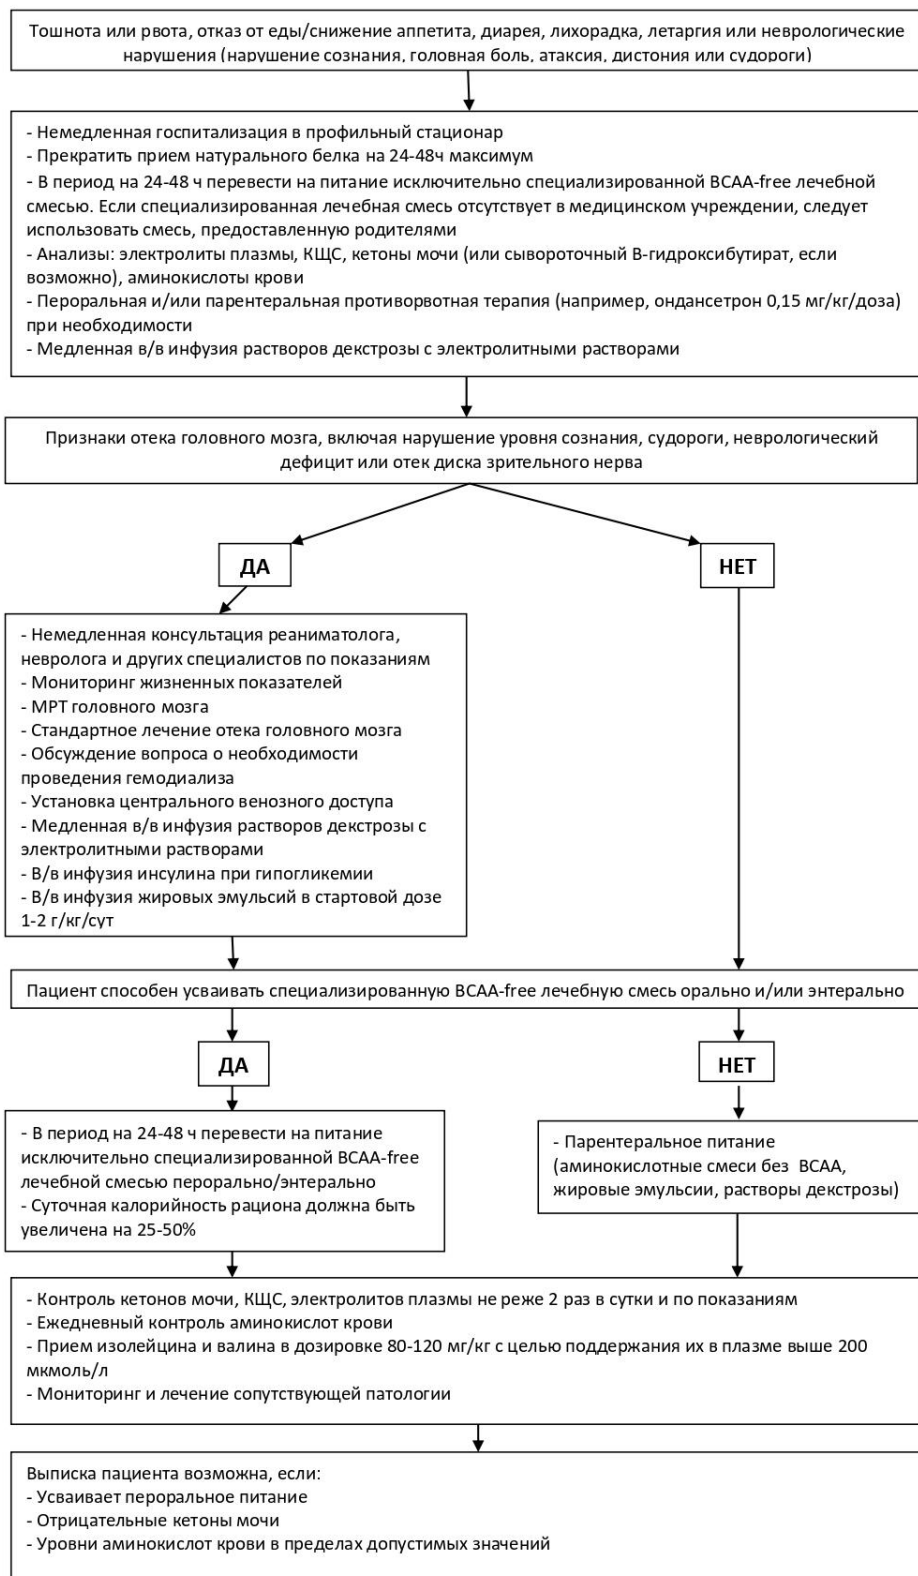 Тошнота или рвота, отказ от еды/снижение аппетита, диарея, лихорадка, летаргия или неврологические
нарушения (нарушение сознания, головная боль, атаксия, дистония или судороги)
- Немедленная госпитализация в профильный стационар
- Прекратить прием натурального белка на 24-48ч максимум
- В период на 24-48 ч перевести на питание исключительно специализированной BCAA-free лечебной
смесью. Если специализированная лечебная смесь отсутствует в медицинском учреждении, следует
использовать смесь, предоставленную родителями
- Анализы: электролиты плазмы, КЩС, кетоны мочи (или сывороточный В-гидроксибутират, если
возможно), аминокислоты крови
- Пероральная и/или парентеральная противорвотная терапия (например, ондансетрон 0,15 мг/кг/доза)
при необходимости
- Медленная в/в инфузия растворов декстрозы с электролитными растворами
Признаки отека головного мозга, включая нарушение уровня сознания, судороги, неврологический
дефицит или отек диска зрительного нерва
ДА
НЕТ
- Немедленная консультация реаниматолога,
невролога и других специалистов по показаниям
- Мониторинг жизненных показателей
- МРТ головного мозга
- Стандартное лечение отека головного мозга
- Обсуждение вопроса о необходимости
проведения гемодиализа
- Установка центрального венозного доступа
- Медленная в/в инфузия растворов декстрозы с
электролитными растворами
- В/в инфузия инсулина при гипогликемии
- В/в инфузия жировых эмульсий в стартовой дозе
1-2 г/кг/сут
Пациент способен усваивать специализированную BCAA-free лечебную смесь орально и/или энтерально
ДА
НЕТ
- В период на 24-48 ч перевести на питание
исключительно специализированной BCAA-free
лечебной смесью перорально/энтерально
- Суточная калорийность рациона должна быть
увеличена на 25-50%
- Парентеральное питание
(аминокислотные смеси без BCAA,
жировые эмульсии, растворы декстрозы)
- Контроль кетонов мочи, КЩС, электролитов плазмы не реже 2 раз в сутки и по показаниям
- Ежедневный контроль аминокислот крови
- Прием изолейцина и валина в дозировке 80-120 мг/кг с целью поддержания их в плазме выше 200
мкмоль/л
- Мониторинг и лечение сопутствующей патологии
Выписка пациента возможна, если:
- Усваивает пероральное питание
- Отрицательные кетоны мочи
- Уровни аминокислот крови в пределах допустимых значений